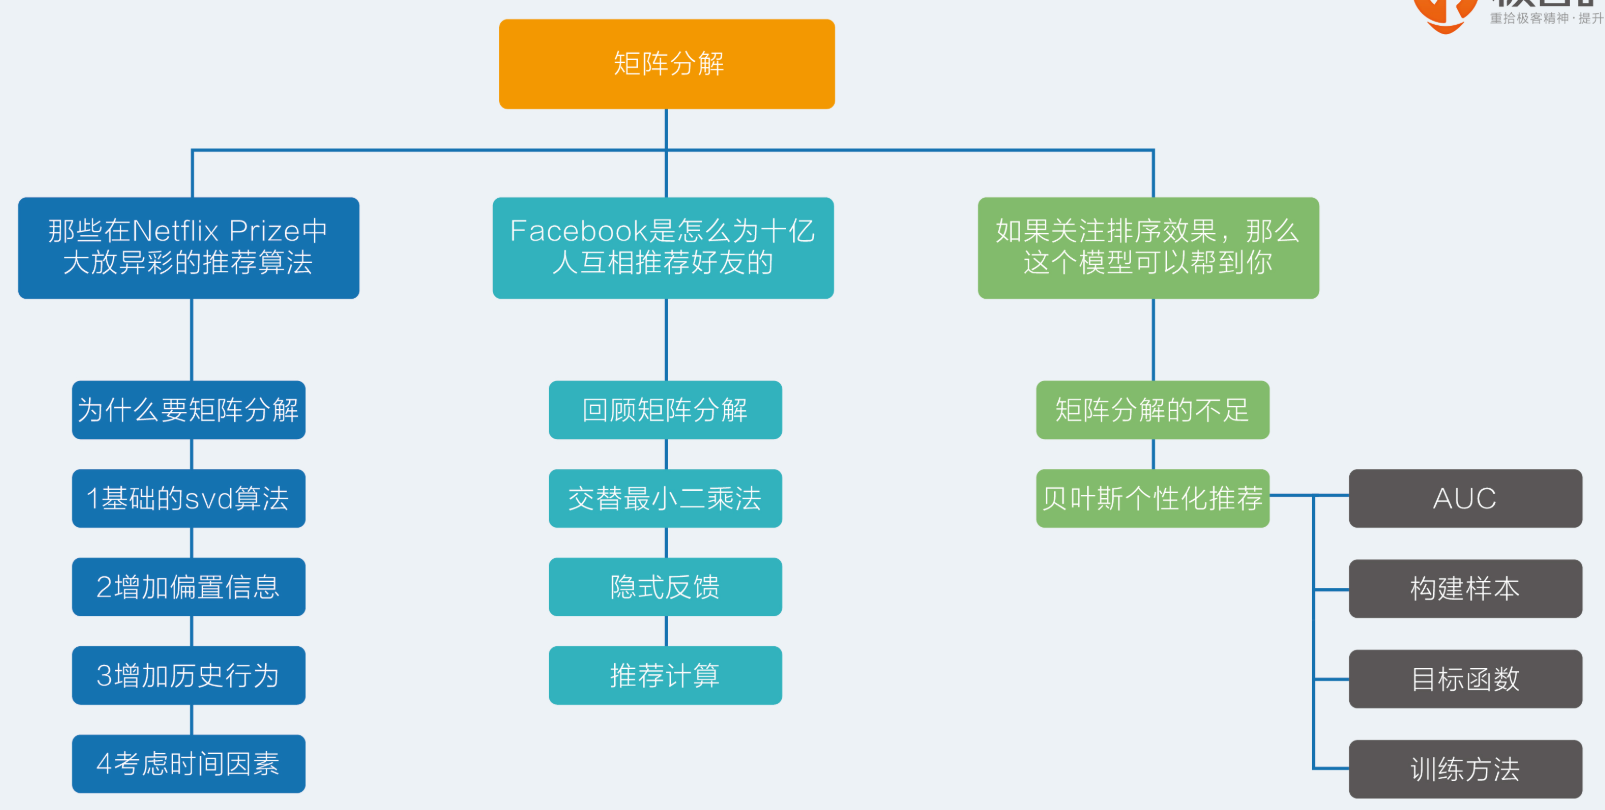 重拾极客精神·提升
矩阵分解
那些在Netflix Prize中
大放异彩的推荐算法
为什么要矩阵分解
1基础的svd算法
2增加偏置信息
3增加历史行为
4考虑时间因素
Facebook是怎么为十亿
人互相推荐好友的
回顾矩阵分解
交替最小二乘法
隐式反馈
推荐计算
如果关注排序效果，那么
这个模型可以帮到你
矩阵分解的不足
贝叶斯个性化推荐
AUC
构建样本
目标函数
训练方法